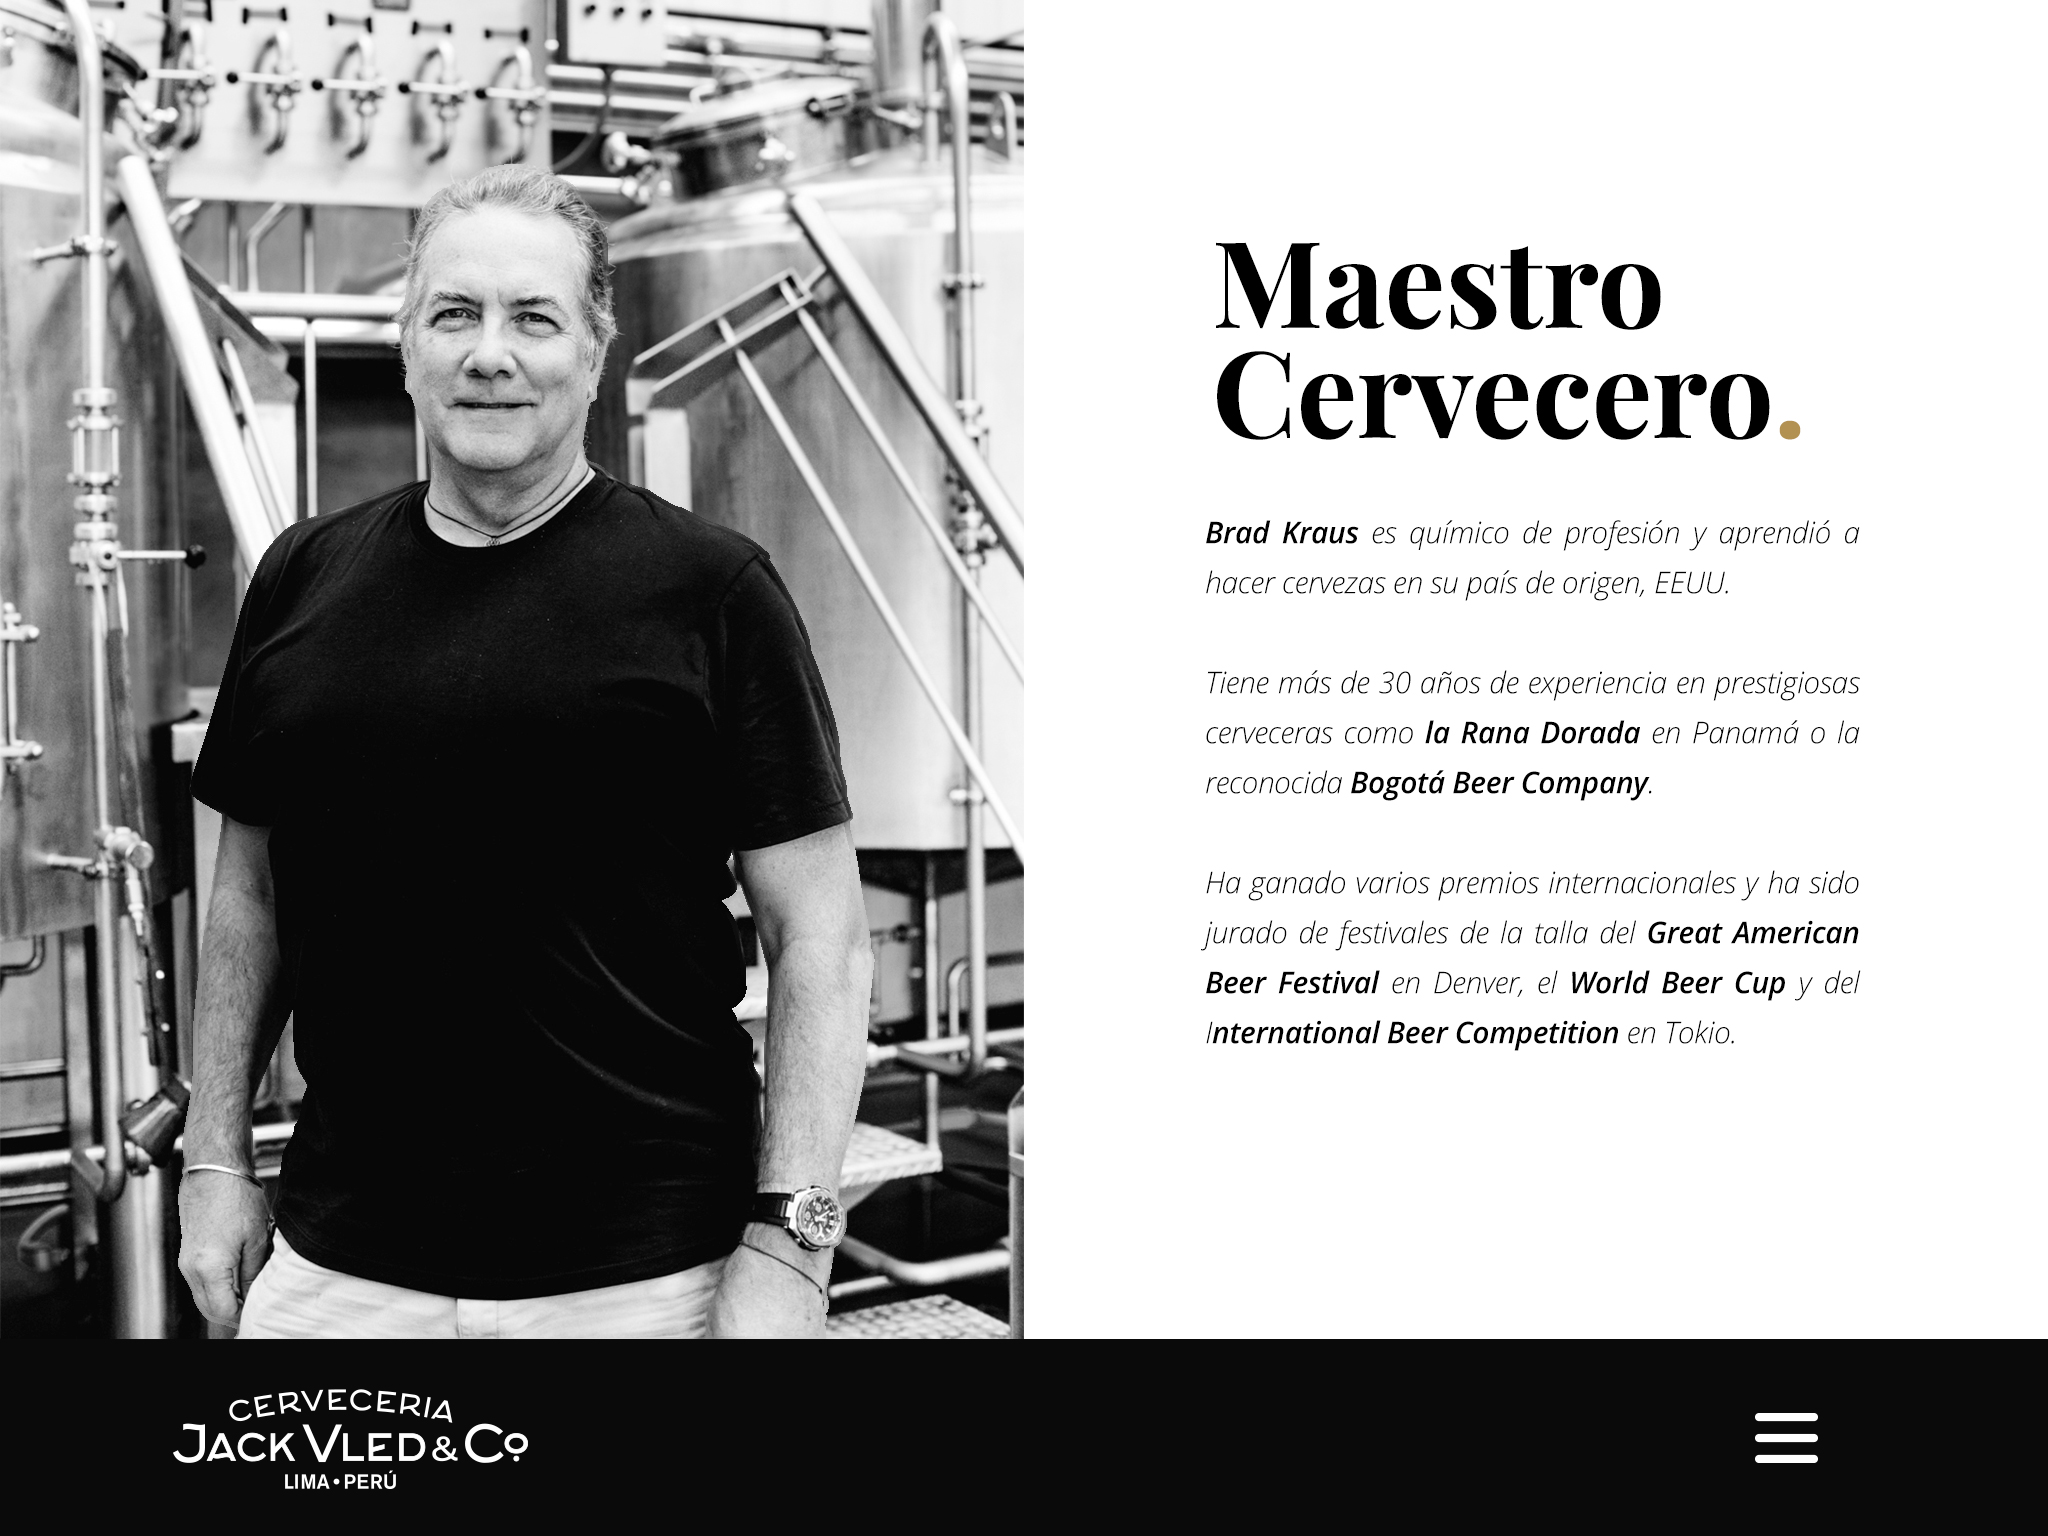 Maestro
Cervecero.
Brad Kraus es químico de profesión y aprendió a
hacer cervezas en su país de origen, EEUU.
Tiene más de 30 años de experiencia en prestigiosas
cerveceras como la Rana Dorada en Panamá o la
reconocida Bogotá Beer Company.
Ha ganado varios premios internacionales y ha sido
jurado de festivales de la talla del Great American
Beer Festival en Denver, el World Beer Cup y del
International Beer Competition en Tokio.
CERVECERIA
JACK VLED & Co
LIMA • PERÚ